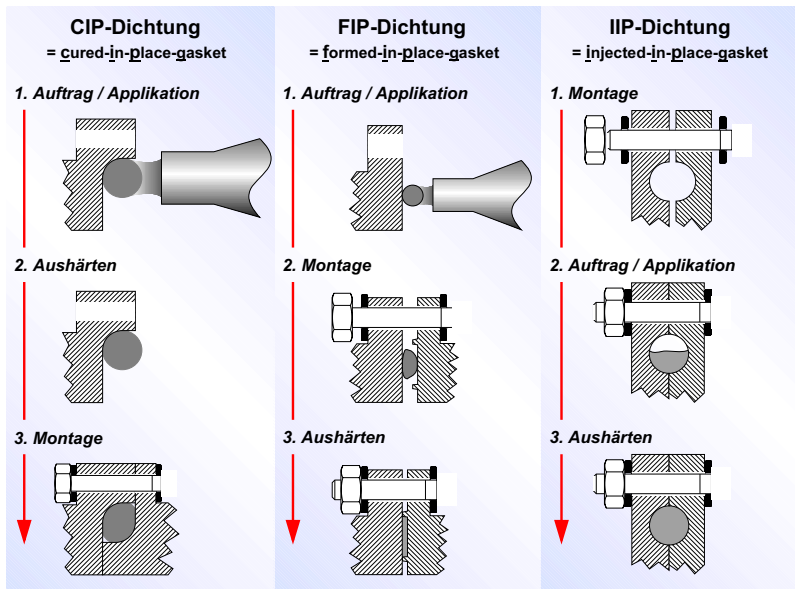 CIP-Dichtung
= cured-in-place-gasket
1. Auftrag / Applikation
2. Aushärten
3. Montage
FIP-Dichtung
= formed-in-place-gasket
1. Auftrag / Applikation
2. Montage
3. Aushärten
IIP-Dichtung
= injected-in-place-gasket
1. Montage
2. Auftrag / Applikation
3. Aushärten